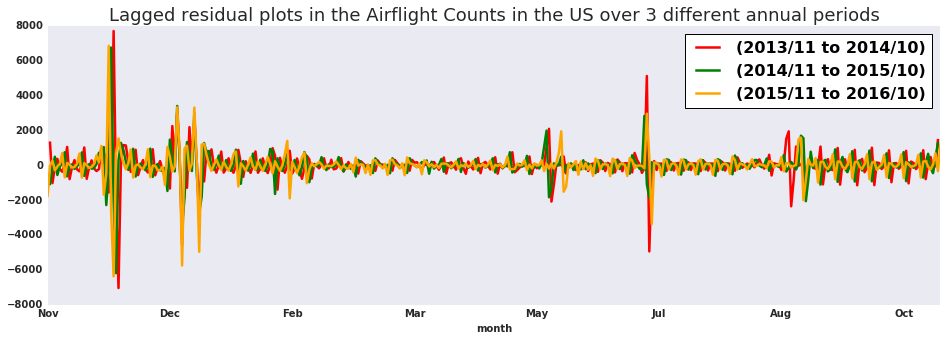 Lagged residual plots in the Airflight Counts in the US over 3 different annual periods
8000
6000
4000
2000
0
−2000
−4000
−6000
−8000
(2013/11 to 2014/10)
(2014/11 to 2015/10)
(2015/11 to 2016/10)
Nov Dec Feb Mar May Jul Aug Oct
month